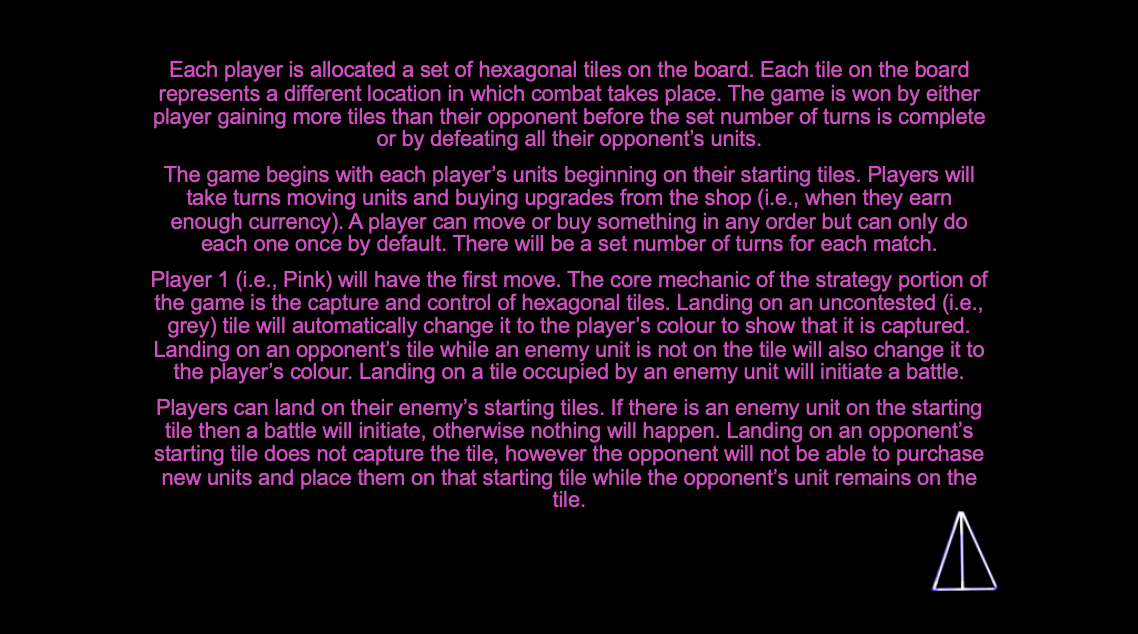 Each player is allocated a set of hexagonal tiles on the board. Each tile on the board
represents a different location in which combat takes place. The game is won by either
player gaining more tiles than their opponent before the set number of turns is complete
or by defeating all their opponent’s units.
The game begins with each player’s units beginning on their starting tiles. Players will
take turns moving units and buying upgrades from the shop (i.e., when they earn
enough currency). A player can move or buy something in any order but can only do
each one once by default. There will be a set number of turns for each match.
Player 1 (i.e., Pink) will have the first move. The core mechanic of the strategy portion of
the game is the capture and control of hexagonal tiles. Landing on an uncontested (i.e.,
grey) tile will automatically change it to the player’s colour to show that it is captured.
Landing on an opponent’s tile while an enemy unit is not on the tile will also change it to
the player’s colour. Landing on a tile occupied by an enemy unit will initiate a battle.
Players can land on their enemy’s starting tiles. If there is an enemy unit on the starting
tile then a battle will initiate, otherwise nothing will happen. Landing on an opponent’s
starting tile does not capture the tile, however the opponent will not be able to purchase
new units and place them on that starting tile while the opponent’s unit remains on the
tile.